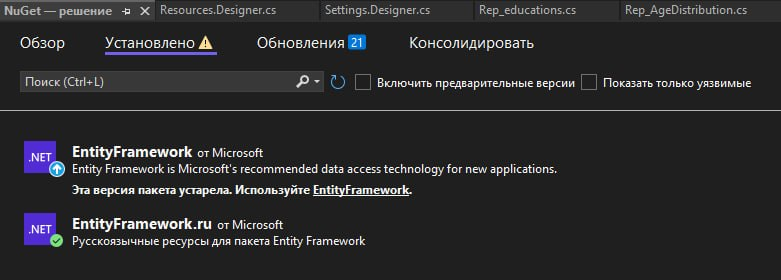 NuGet — решение
Resources.Designer.cs
Settings.Designer.cs
Rep_educations.cs
Rep_AgeDistribution.cs
Обзор
Установлено
Обновления 21
Консолидировать
Поиск (Ctrl+L)
Включить предварительные версии
Показать только уязвимые
.NET
EntityFramework от Microsoft
Entity Framework is Microsoft's recommended data access technology for new applications.
Эта версия пакета устарела. Используйте EntityFramework.
.NET
EntityFramework.ru от Microsoft
Русскоязычные ресурсы для пакета Entity Framework